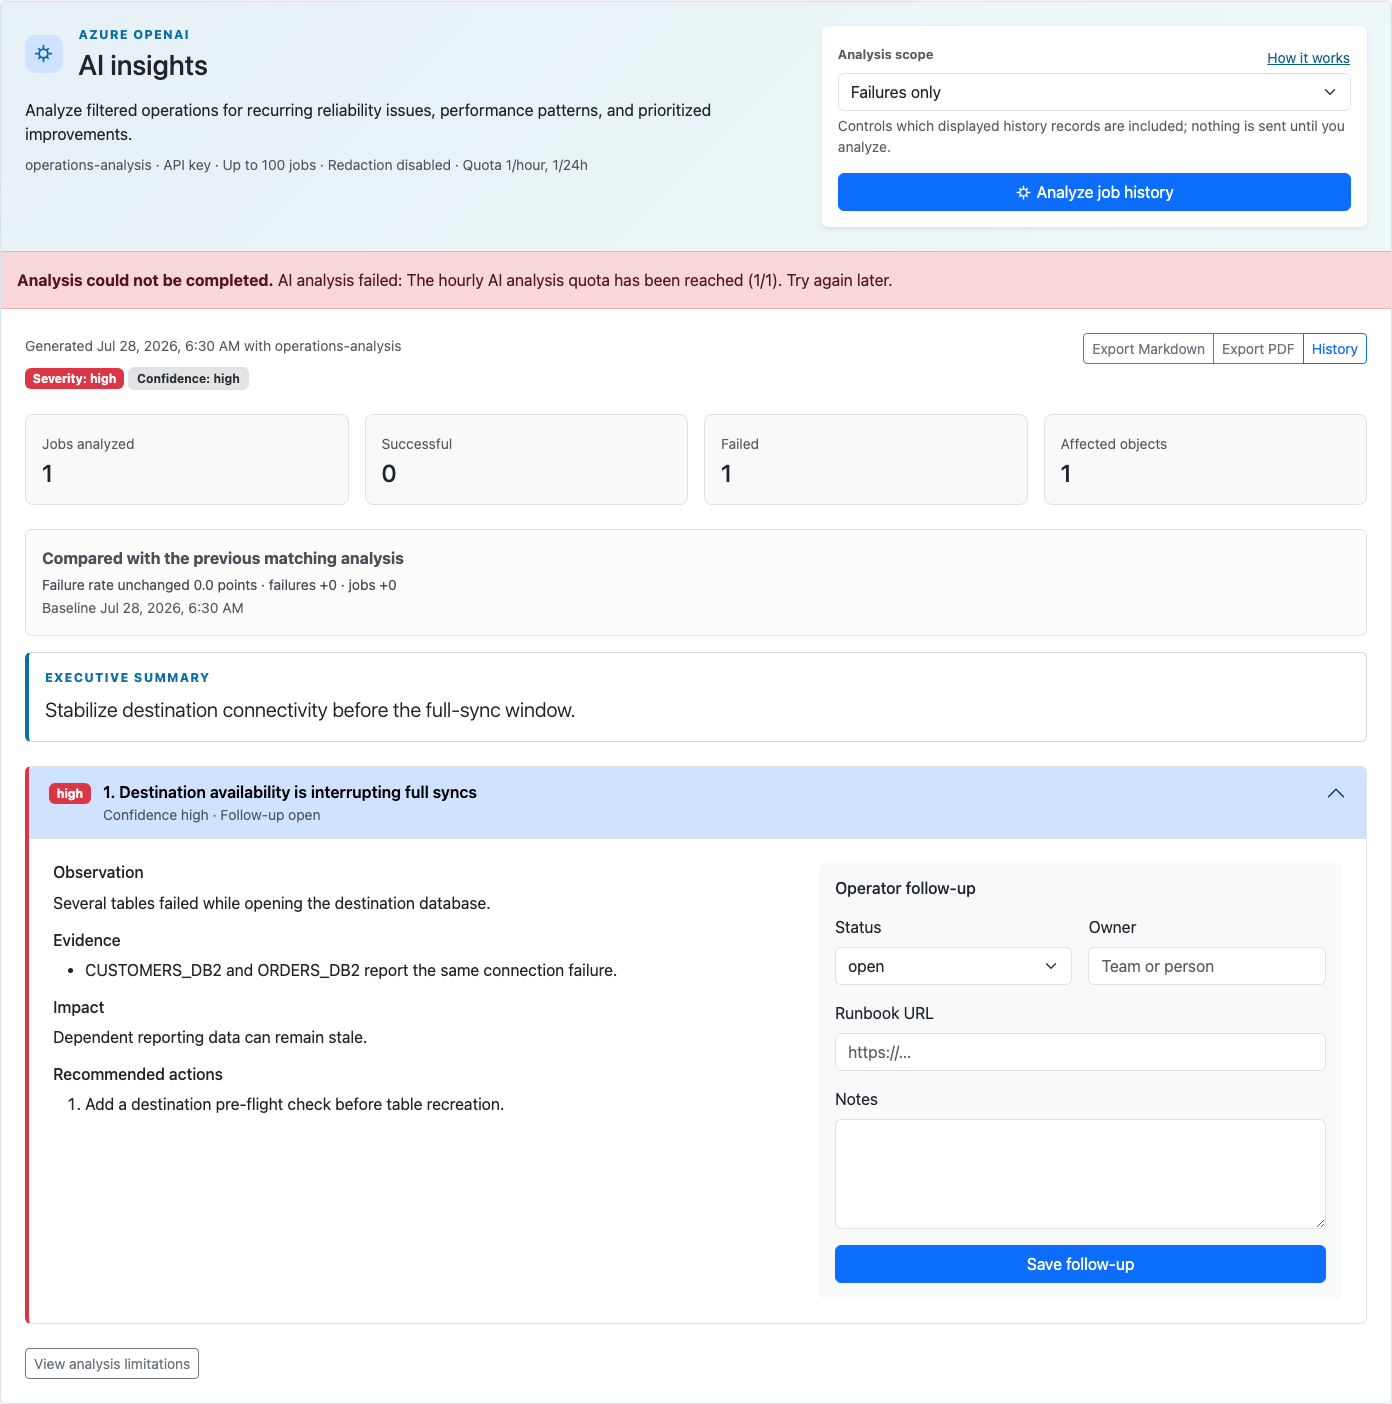 AZURE OPENAI
AI insights
Analyze filtered operations for recurring reliability issues, performance patterns, and prioritized
improvements.
operations-analysis · API key · Up to 100 jobs · Redaction disabled · Quota 1/hour, 1/24h
Analysis scope
How it works
Failures only
Controls which displayed history records are included; nothing is sent until you
analyze.
Analyze job history
Analysis could not be completed. AI analysis failed: The hourly AI analysis quota has been reached (1/1). Try again later.
Generated Jul 28, 2026, 6:30 AM with operations-analysis
Export Markdown
Export PDF
History
Severity: high
Confidence: high
Jobs analyzed
1
Successful
0
Failed
1
Affected objects
1
Compared with the previous matching analysis
Failure rate unchanged 0.0 points · failures +0 · jobs +0
Baseline Jul 28, 2026, 6:30 AM
EXECUTIVE SUMMARY
Stabilize destination connectivity before the full-sync window.
high
1. Destination availability is interrupting full syncs
Confidence high · Follow-up open
Observation
Several tables failed while opening the destination database.
Evidence
• CUSTOMERS_DB2 and ORDERS_DB2 report the same connection failure.
Impact
Dependent reporting data can remain stale.
Recommended actions
1. Add a destination pre-flight check before table recreation.
Operator follow-up
Status
Owner
open
Team or person
Runbook URL
https://...
Notes
Save follow-up
View analysis limitations